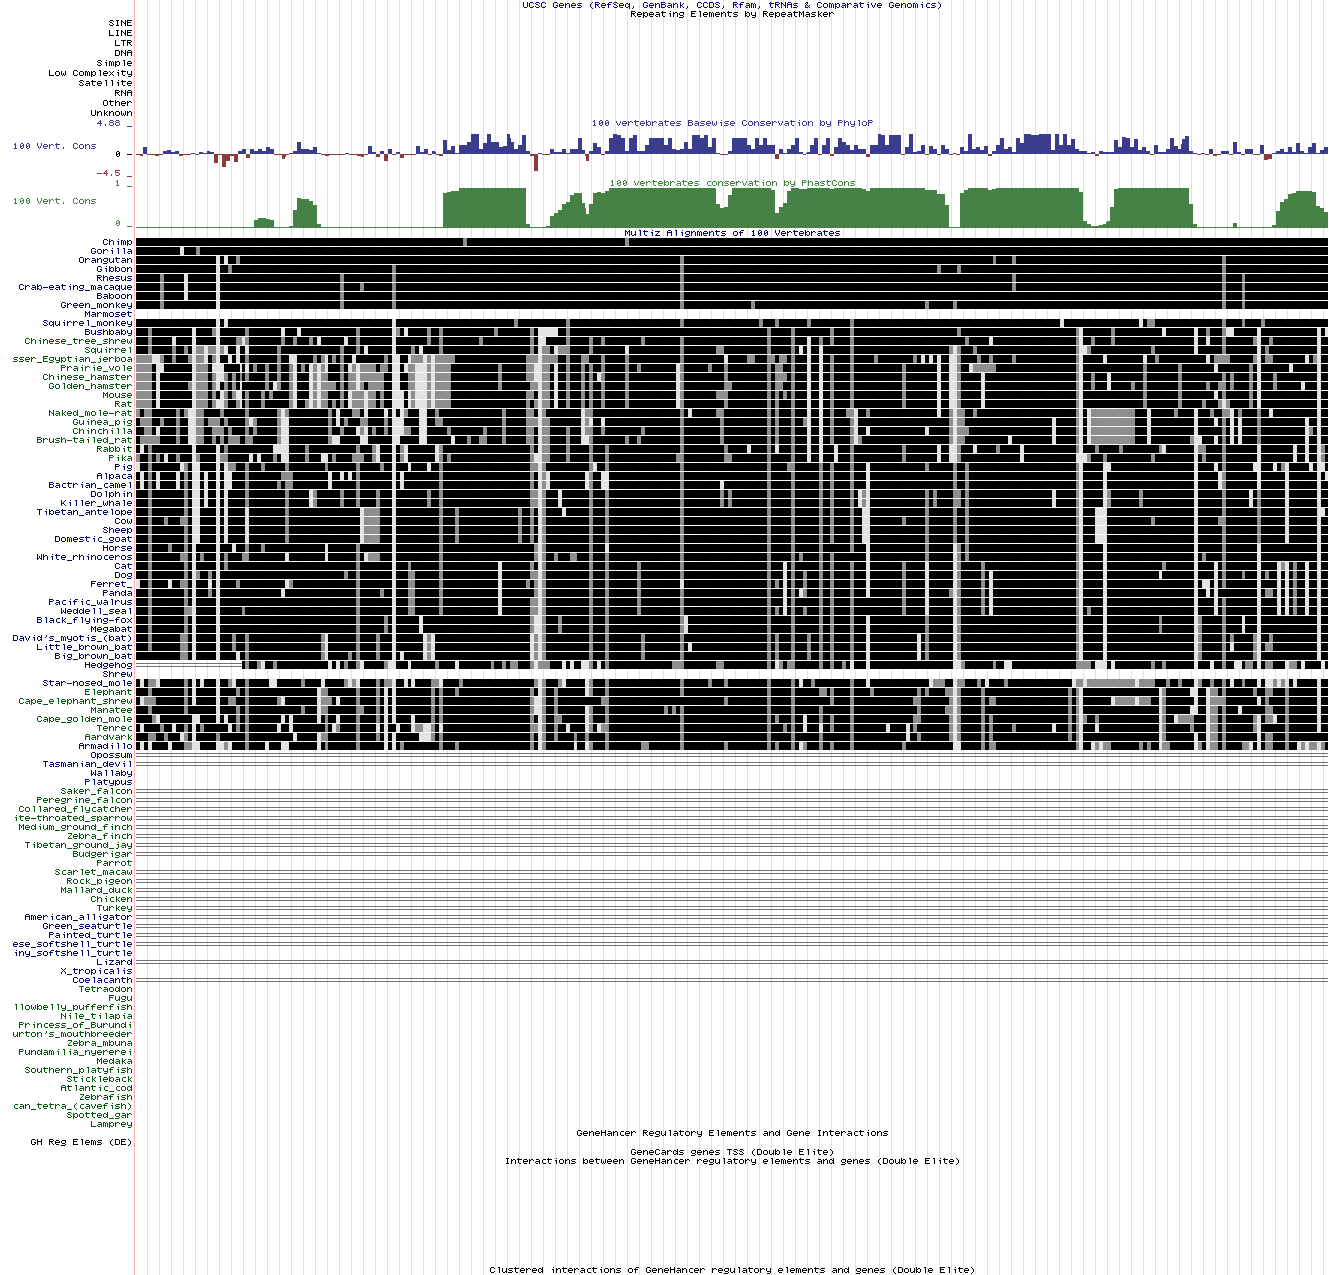 UCSC Genes (RefSeq, GenBank, CCDS, Rfam, tRNAs & Comparative Genomics)
Repeating Elements by RepeatMasker
SINE
LINE
LTR
DNA
Simple
Low Complexity
Satellite
RNA
Other
Unknown
4.88 _
100 vertebrates Basewise Conservation by PhyloP
100 Vert. Cons
0 -
-4.5 _
1 _
100 vertebrates conservation by PhastCons
100 Vert. Cons
0 _
Multiz Alignments of 100 Vertebrates
Chimp
Gorilla
Orangutan
Gibbon
Rhesus
Crab-eating_macaque
Baboon
Green_monkey
Marmoset
Squirrel_monkey
Bushbaby
Chinese_tree_shrew
Squirrel
sser_Egyptian_jerboa
Prairie_vole
Chinese_hamster
Golden_hamster
Mouse
Rat
Naked_mole-rat
Guinea_pig
Chinchilla
Brush-tailed_rat
Rabbit
Pika
Pig
Alpaca
Bactrian_camel
Dolphin
Killer_whale
Tibetan_antelope
Cow
Sheep
Domestic_goat
Horse
White_rhinoceros
Cat
Dog
Ferret_
Panda
Pacific_walrus
Weddell_seal
Black_flying-fox
Megabat
David's_myotis_(bat)
Little_brown_bat
Big_brown_bat
Hedgehog
Shrew
Star-nosed_mole
Elephant
Cape_elephant_shrew
Manatee
Cape_golden_mole
Tenrec
Aardvark
Armadillo
Opossum
Tasmanian_devil
Wallaby
Platypus
Saker_falcon
Peregrine_falcon
Collared_flycatcher
ite-throated_sparrow
Medium_ground_finch
Zebra_finch
Tibetan_ground_jay
Budgerigar
Parrot
Scarlet_macaw
Rock_pigeon
Mallard_duck
Chicken
Turkey
American_alligator
Green_seaturtle
Painted_turtle
ese_softshell_turtle
iny_softshell_turtle
Lizard
X_tropicalis
Coelacanth
Tetraodon
Fugu
llowbelly_pufferfish
Nile_tilapia
Princess_of_Burundi
urton's_mouthbreeder
Zebra_mbuna
Pundamilia_nyererei
Medaka
Southern_platyfish
Stickleback
Atlantic_cod
Zebrafish
can_tetra_(cavefish)
Spotted_gar
Lamprey
GeneHancer Regulatory Elements and Gene Interactions
GH Reg Elems (DE)
GeneCards genes TSS (Double Elite)
Interactions between GeneHancer regulatory elements and genes (Double Elite)
Clustered interactions of GeneHancer regulatory elements and genes (Double Elite)